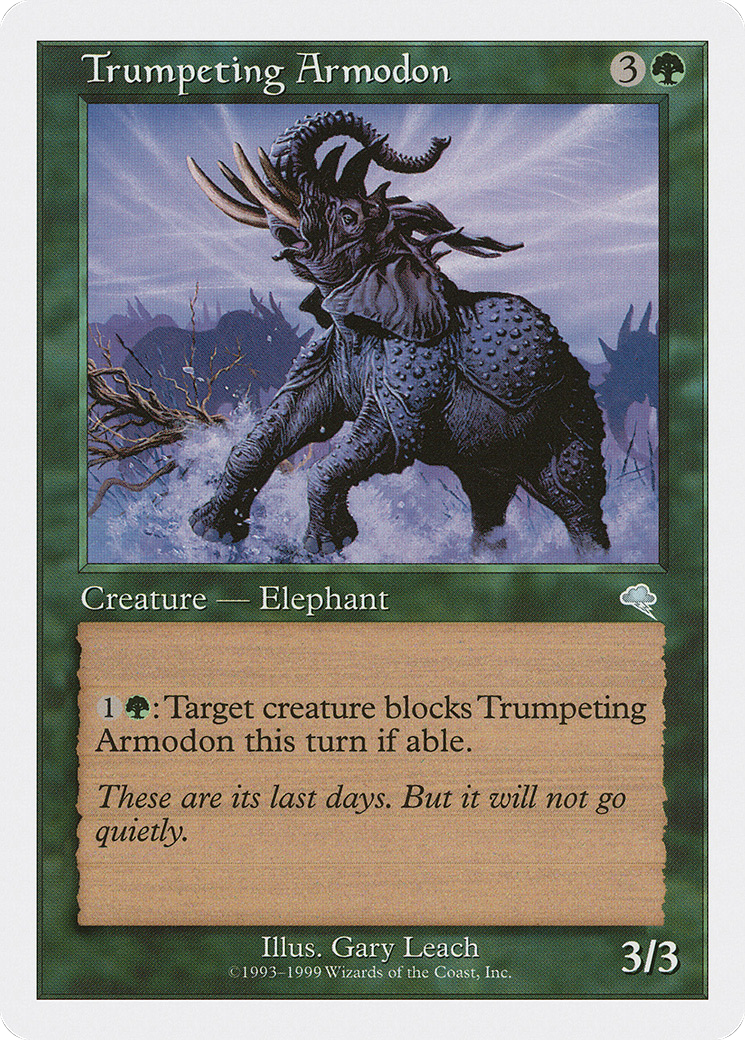 Trumpeting Armodon 3
Creature — Elephant
1 : Target creature blocks Trumpeting
Armodon this turn if able.
These are its last days. But it will not go
quietly.
Illus. Gary Leach
©1993–1999 Wizards of the Coast, Inc.
3/3